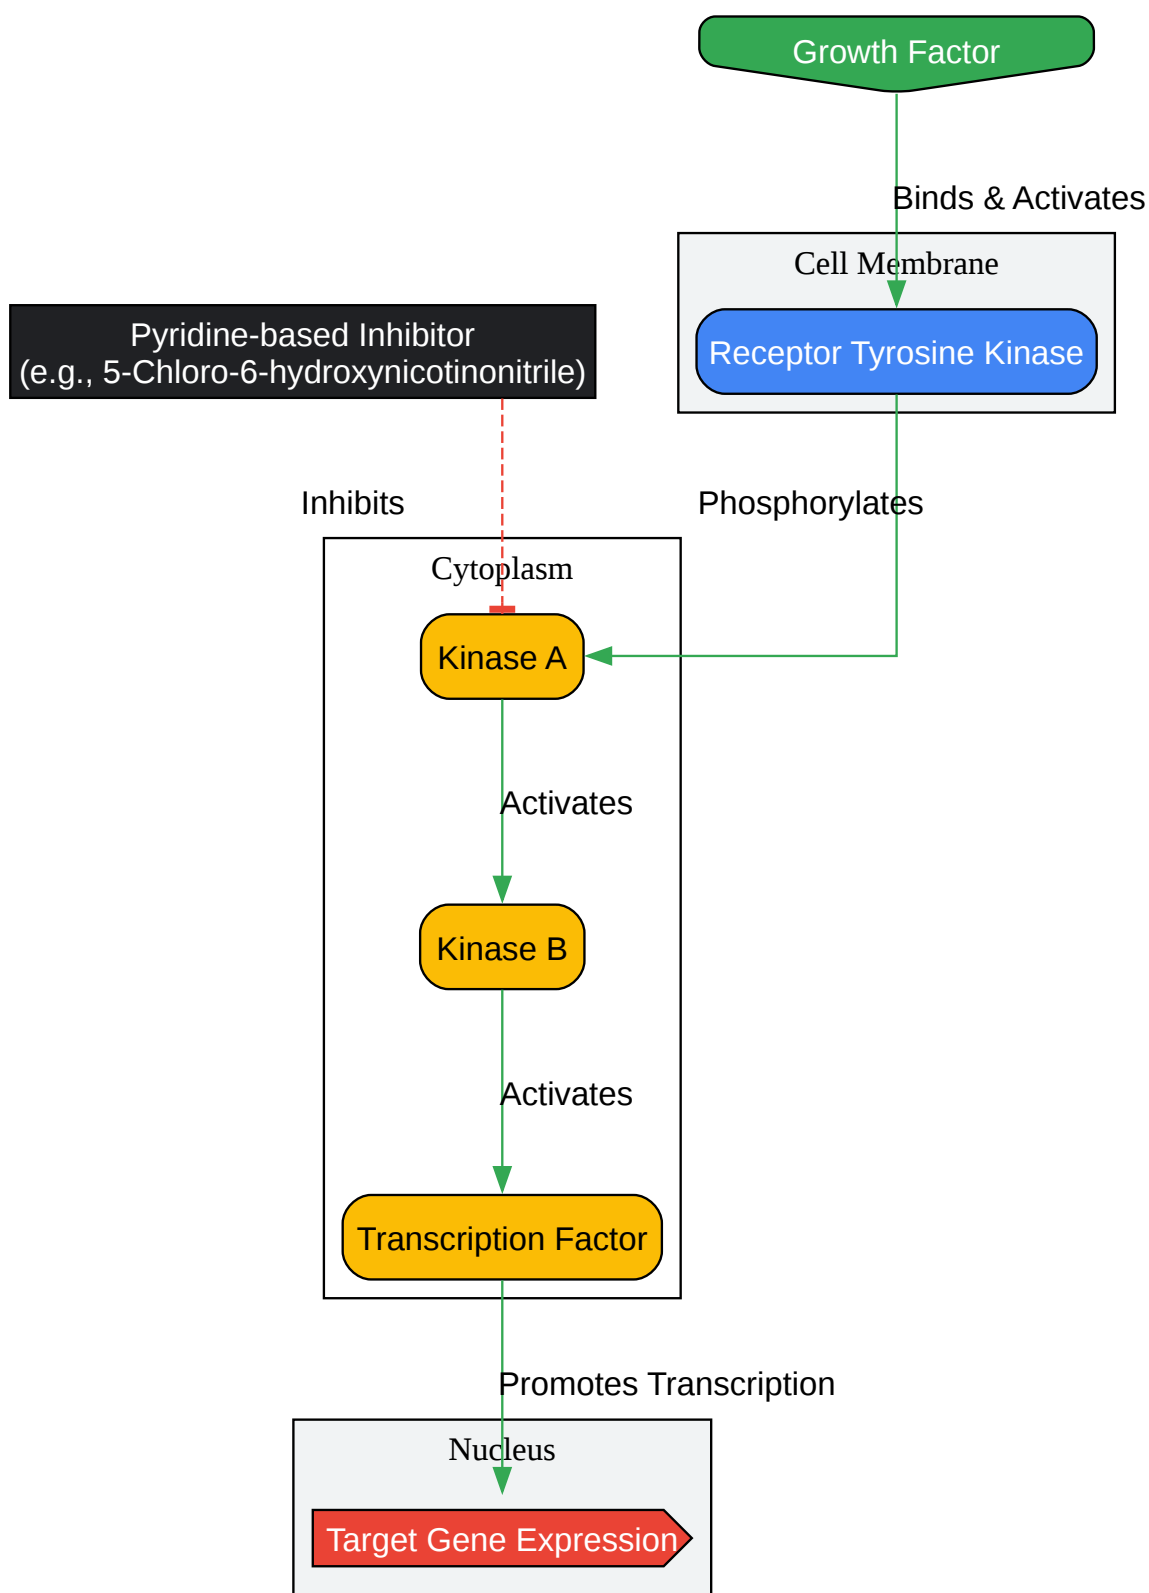 Growth Factor
Binds & Activates
Cell Membrane
Receptor Tyrosine Kinase
Pyridine-based Inhibitor
(e.g., 5-Chloro-6-hydroxynicotinonitrile)
Inhibits
Phosphorylates
Cytoplasm
Kinase A
Activates
Kinase B
Activates
Transcription Factor
Promotes Transcription
Nucleus
Target Gene Expression